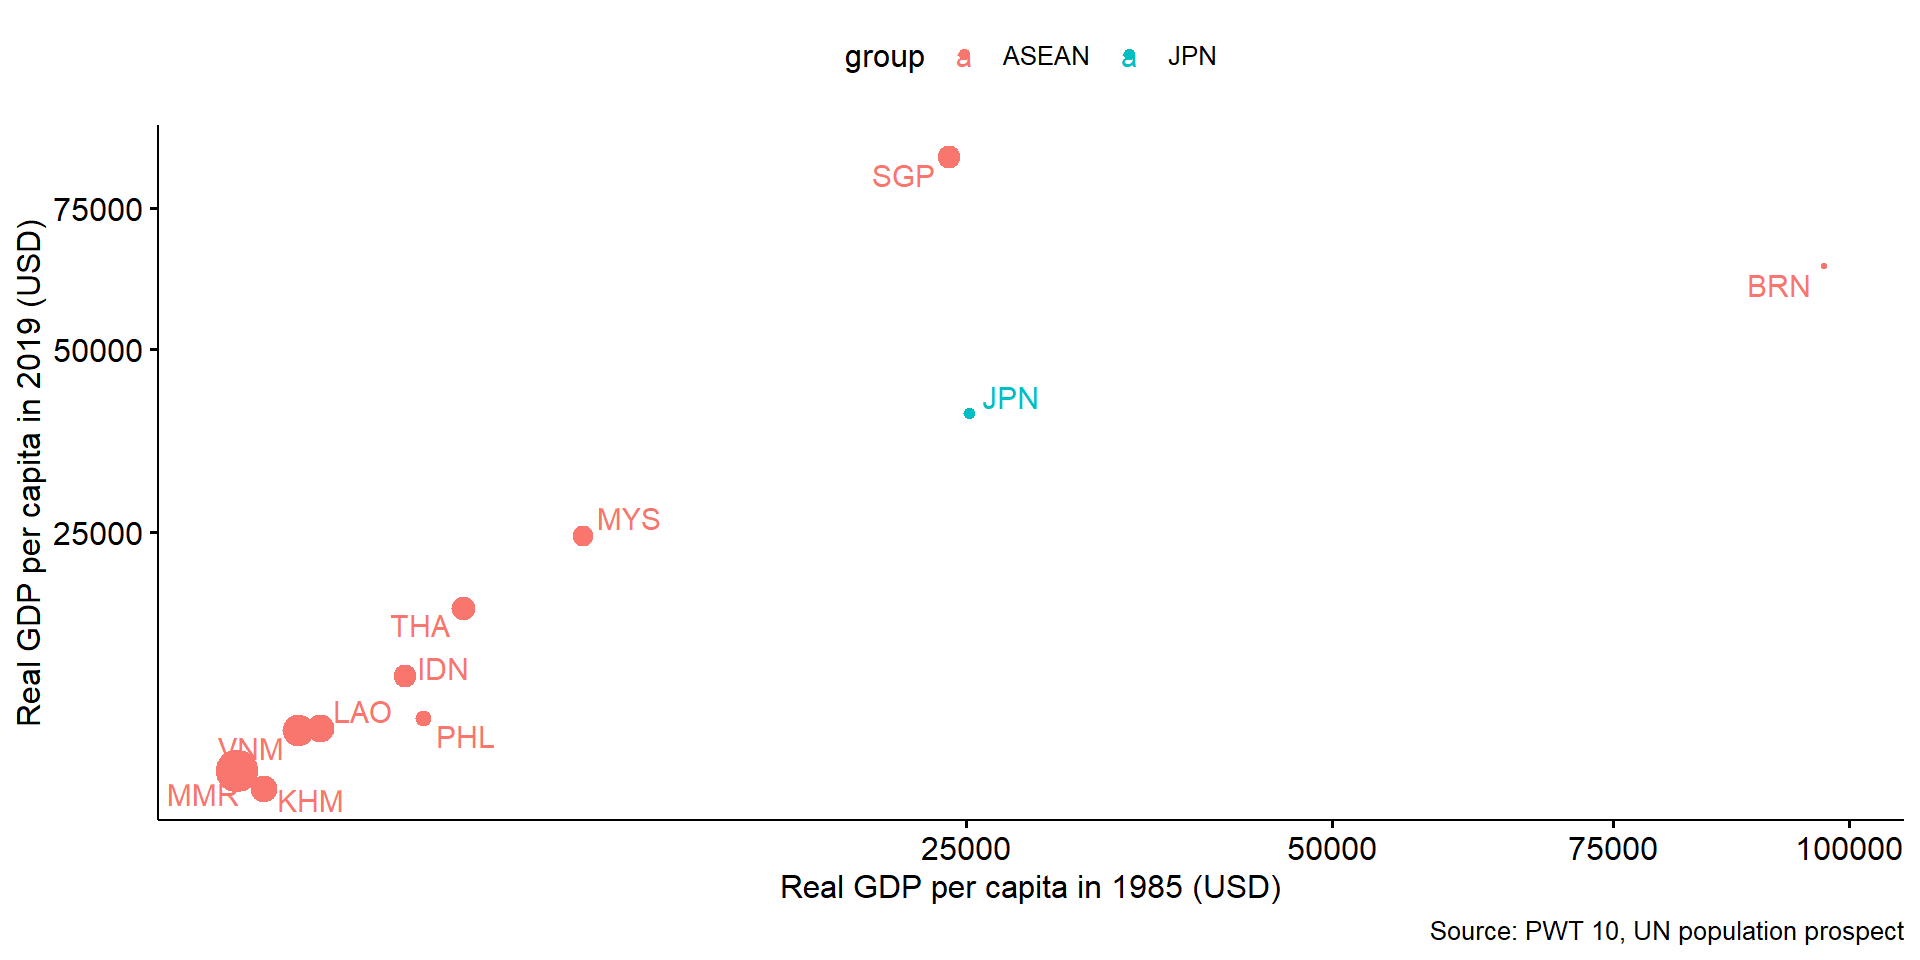 group a ASEAN a JPN
SGP
75000
BRN
50000
JPN
MYS
25000
THA
IDN
LAO
PHL
VNM
MMR
KHM
Real GDP per capita in 2019 (USD)
25000 50000 75000 100000
Real GDP per capita in 1985 (USD)
Source: PWT 10, UN population prospect